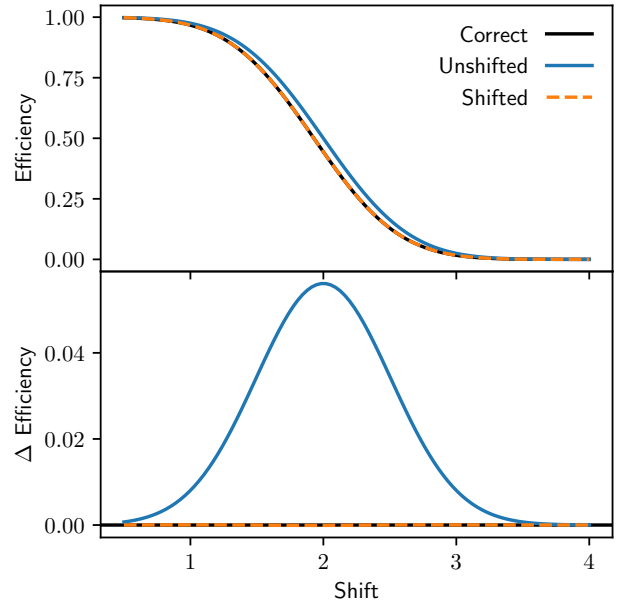 1.00
0.75
0.50
0.25
0.00
Efficiency
Correct
Unshifted
Shifted
0.04
0.02
0.00
Δ Efficiency
1 2 3 4
Shift